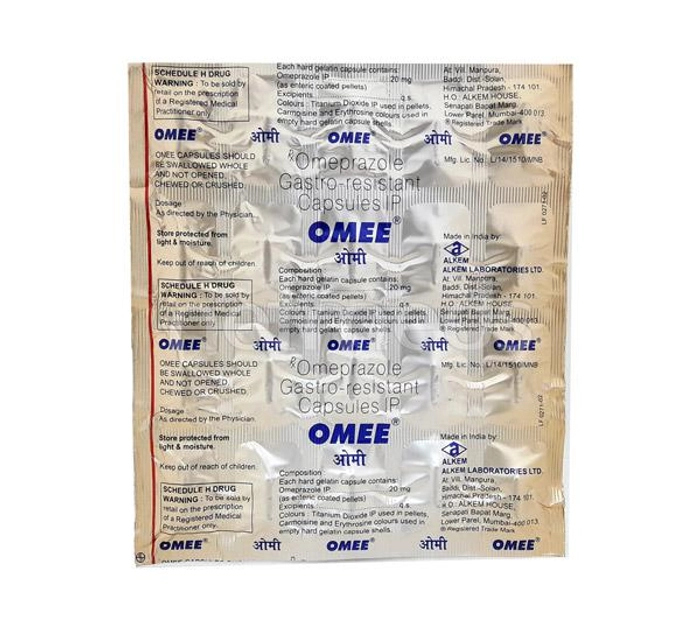 SCHEDULE H DRUG
WARNING : To be sold by
retail on the prescription
of a Registered Medical
Practitioner only.
Each hard gelatin capsule contains:
Omeprazole IP 20 mg
(as enteric coated pellets)
Excipients q.s.
Colours : Titanium Dioxide IP used in pellets,
Carmoisine and Erythrosine colours used in
empty hard gelatin capsule shells.
At: Vill. Manpura,
Baddi, Dist.-Solan,
Himachal Pradesh - 174 101.
H.O.: ALKEM HOUSE,
Senapati Bapat Marg,
Lower Parel, Mumbai-400 013.
® Registered Trade Mark
OMEE® ओमी OMEE® ओमी OMEE®
OMEE CAPSULES SHOULD
BE SWALLOWED WHOLE
AND NOT OPENED,
CHEWED OR CRUSHED.
Dosage
As directed by the Physician.
Store protected from
light & moisture.
Keep out of reach of children.
SCHEDULE H DRUG
WARNING : To be sold by
retail on the prescription
of a Registered Medical
Practitioner only.
Rx Omeprazole
Gastro-resistant
Capsules IP
OMEE®
ओमी
Composition
Each hard gelatin capsule contains:
Omeprazole IP 20 mg
(as enteric coated pellets)
Excipients q.s.
Colours : Titanium Dioxide IP used in pellets,
Carmoisine and Erythrosine colours used in
empty hard gelatin capsule shells.
Mfg. Lic. No.: L/14/1510/MNB
LF 0271-02
Made in India by:
ALKEM
ALKEM LABORATORIES LTD.
At: Vill. Manpura,
Baddi, Dist.-Solan,
Himachal Pradesh - 174 101.
H.O.: ALKEM HOUSE,
Senapati Bapat Marg,
Lower Parel, Mumbai-400 013.
® Registered Trade Mark
OMEE® ओमी OMEE® ओमी OMEE®
OMEE CAPSULES SHOULD
BE SWALLOWED WHOLE
AND NOT OPENED,
CHEWED OR CRUSHED.
Dosage
As directed by the Physician.
Store protected from
light & moisture.
Keep out of reach of children.
SCHEDULE H DRUG
WARNING : To be sold by
retail on the prescription
of a Registered Medical
Practitioner only.
Rx Omeprazole
Gastro-resistant
Capsules IP
OMEE®
ओमी
Composition
Each hard gelatin capsule contains:
Omeprazole IP 20 mg
(as enteric coated pellets)
Excipients q.s.
Colours : Titanium Dioxide IP used in pellets,
Carmoisine and Erythrosine colours used in
empty hard gelatin capsule shells.
Mfg. Lic. No.: L/14/1510/MNB
LF 0271-02
Made in India by:
ALKEM
ALKEM LABORATORIES LTD.
At: Vill. Manpura,
Baddi, Dist.-Solan,
Himachal Pradesh - 174 101.
H.O.: ALKEM HOUSE,
Senapati Bapat Marg,
Lower Parel, Mumbai-400 013.
® Registered Trade Mark
OMEE® ओमी OMEE® ओमी OMEE®